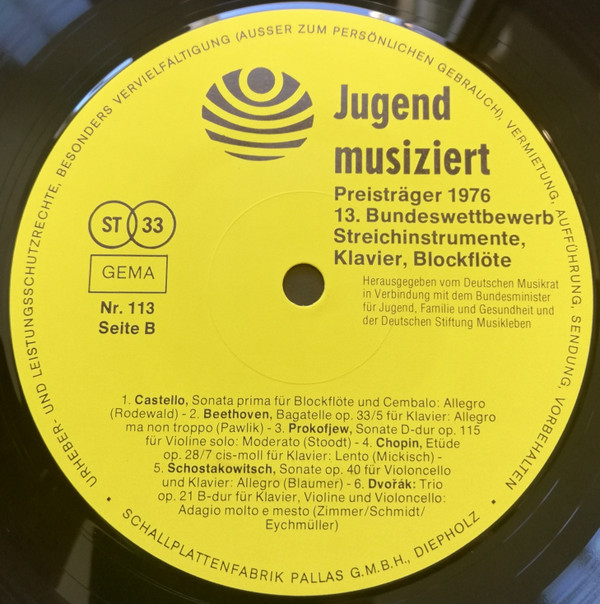 URHEBER- UND LEISTUNGSSCHUTZRECHTE, BESONDERS VERVIELFÄLTIGUNG (AUSSER ZUM PERSÖNLICHEN GEBRAUCH), VERMIETUNG, AUFFÜHRUNG, SENDUNG, VORBEHALTEN
Jugend
musiziert
Preisträger 1976
13. Bundeswettbewerb
Streichinstrumente,
Klavier, Blockflöte
Herausgegeben vom Deutschen Musikrat
in Verbindung mit dem Bundesminister
für Jugend, Familie und Gesundheit und
der Deutschen Stiftung Musikleben
ST 33
GEMA
Nr. 113
Seite B
1. Castello, Sonata prima für Blockflöte und Cembalo: Allegro
(Rodewald) - 2. Beethoven, Bagatelle op. 33/5 für Klavier: Allegro
ma non troppo (Pawlik) - 3. Prokofjew, Sonate D-dur op. 115
für Violine solo: Moderato (Stoodt) - 4. Chopin, Etüde
op. 28/7 cis-moll für Klavier: Lento (Mickisch) -
5. Schostakowitsch, Sonate op. 40 für Violoncello
und Klavier: Allegro (Blaumer) - 6. Dvořák: Trio
op. 21 B-dur für Klavier, Violine und Violoncello:
Adagio molto e mesto (Zimmer/Schmidt/
Eychmüller)
• SCHALLPLATTENFABRIK PALLAS G.M.B.H., DIEPHOLZ •